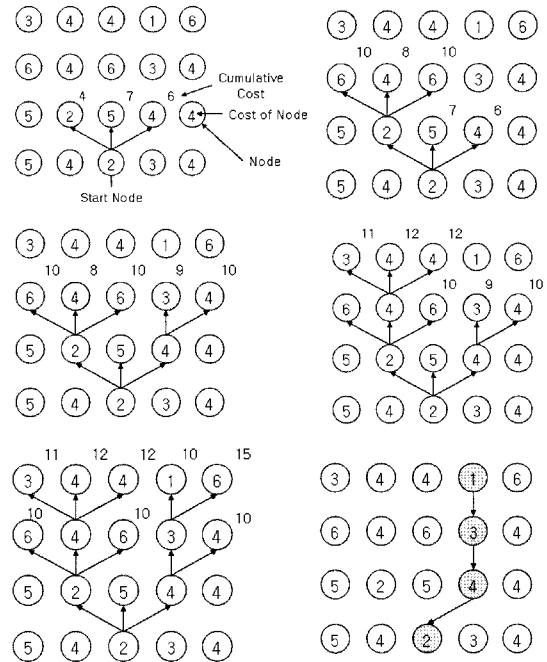 3 4 4 1 6
6 4 6 3 4
4 7 6 Cumulative
Cost
5 2 5 4 4 Cost of Node
Node
5 4 2 3 4
Start Node
3 4 4 1 6
10 8 10
6 4 6 3 4
7 6
5 2 5 4 4
5 4 2 3 4
3 4 4 1 6
10 8 10 9 10
6 4 6 3 4
5 2 5 4 4
5 4 2 3 4
11 12 12
3 4 4 1 6
10 9 10
6 4 6 3 4
5 2 5 4 4
5 4 2 3 4
11 12 12 10 15
3 4 4 1 6
10 10 10
6 4 6 3 4
5 2 5 4 4
5 4 2 3 4
3 4 4 1 6
6 4 6 3 4
5 2 5 4 4
5 4 2 3 4